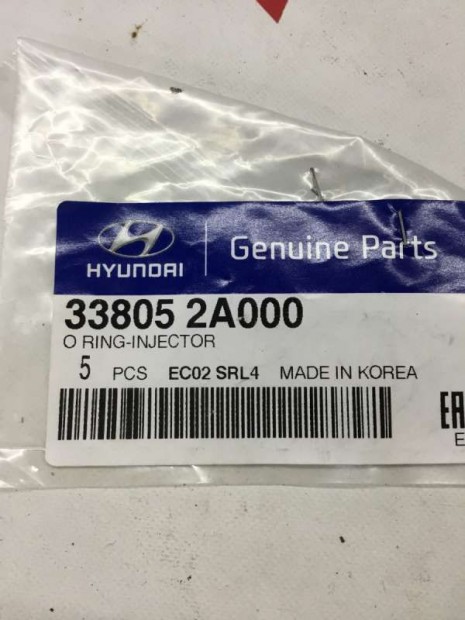 HYUNDAI
Genuine Parts
33805 2A000
O RING-INJECTOR
5 PCS EC02 SRL4 MADE IN KOREA